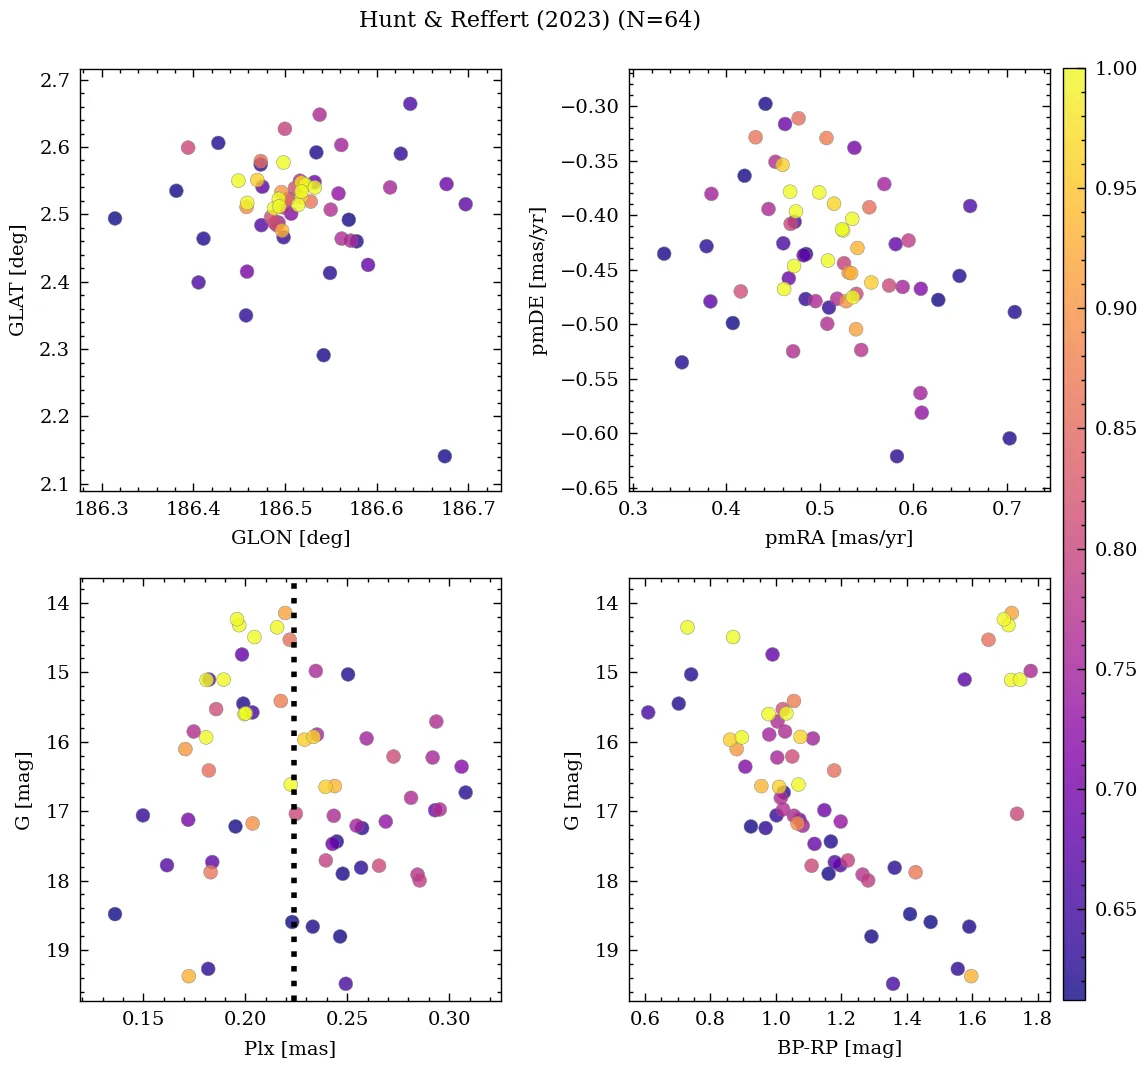 Hunt & Reffert (2023) (N=64)
2.7
2.6
2.5
2.4
2.3
2.2
2.1
GLAT [deg]
186.3 186.4 186.5 186.6 186.7
GLON [deg]
−0.30
−0.35
−0.40
−0.45
−0.50
−0.55
−0.60
−0.65
pmDE [mas/yr]
0.3 0.4 0.5 0.6 0.7
pmRA [mas/yr]
1.00
0.95
0.90
0.85
0.80
0.75
0.70
0.65
14
15
16
17
18
19
G [mag]
0.15 0.20 0.25 0.30
Plx [mas]
14
15
16
17
18
19
G [mag]
0.6 0.8 1.0 1.2 1.4 1.6 1.8
BP-RP [mag]